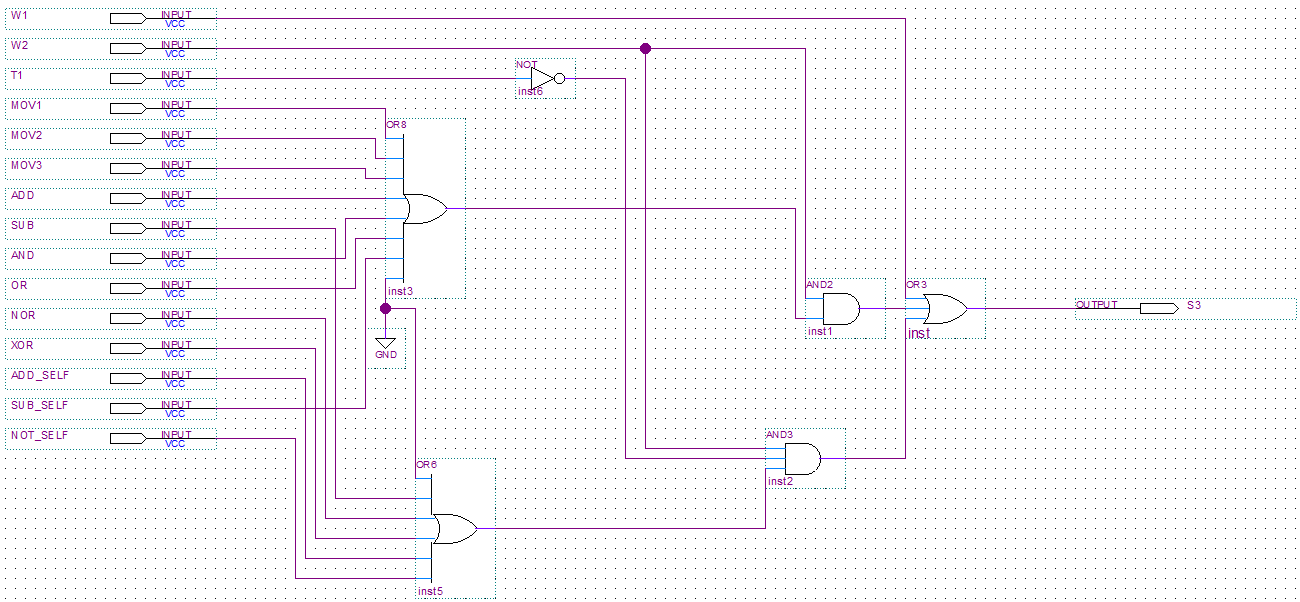 W1 INPUT
VCC
W2 INPUT
VCC
T1 INPUT
VCC
NOT
inst6
MOV1 INPUT
VCC
MOV2 INPUT
VCC
MOV3 INPUT
VCC
ADD INPUT
VCC
SUB INPUT
VCC
AND INPUT
VCC
OR INPUT
VCC
NOR INPUT
VCC
XOR INPUT
VCC
ADD_SELF INPUT
VCC
SUB_SELF INPUT
VCC
NOT_SELF INPUT
VCC
OR8
inst3
GND
OR6
inst5
AND3
inst2
AND2
inst1
OR3
inst
OUTPUT S3